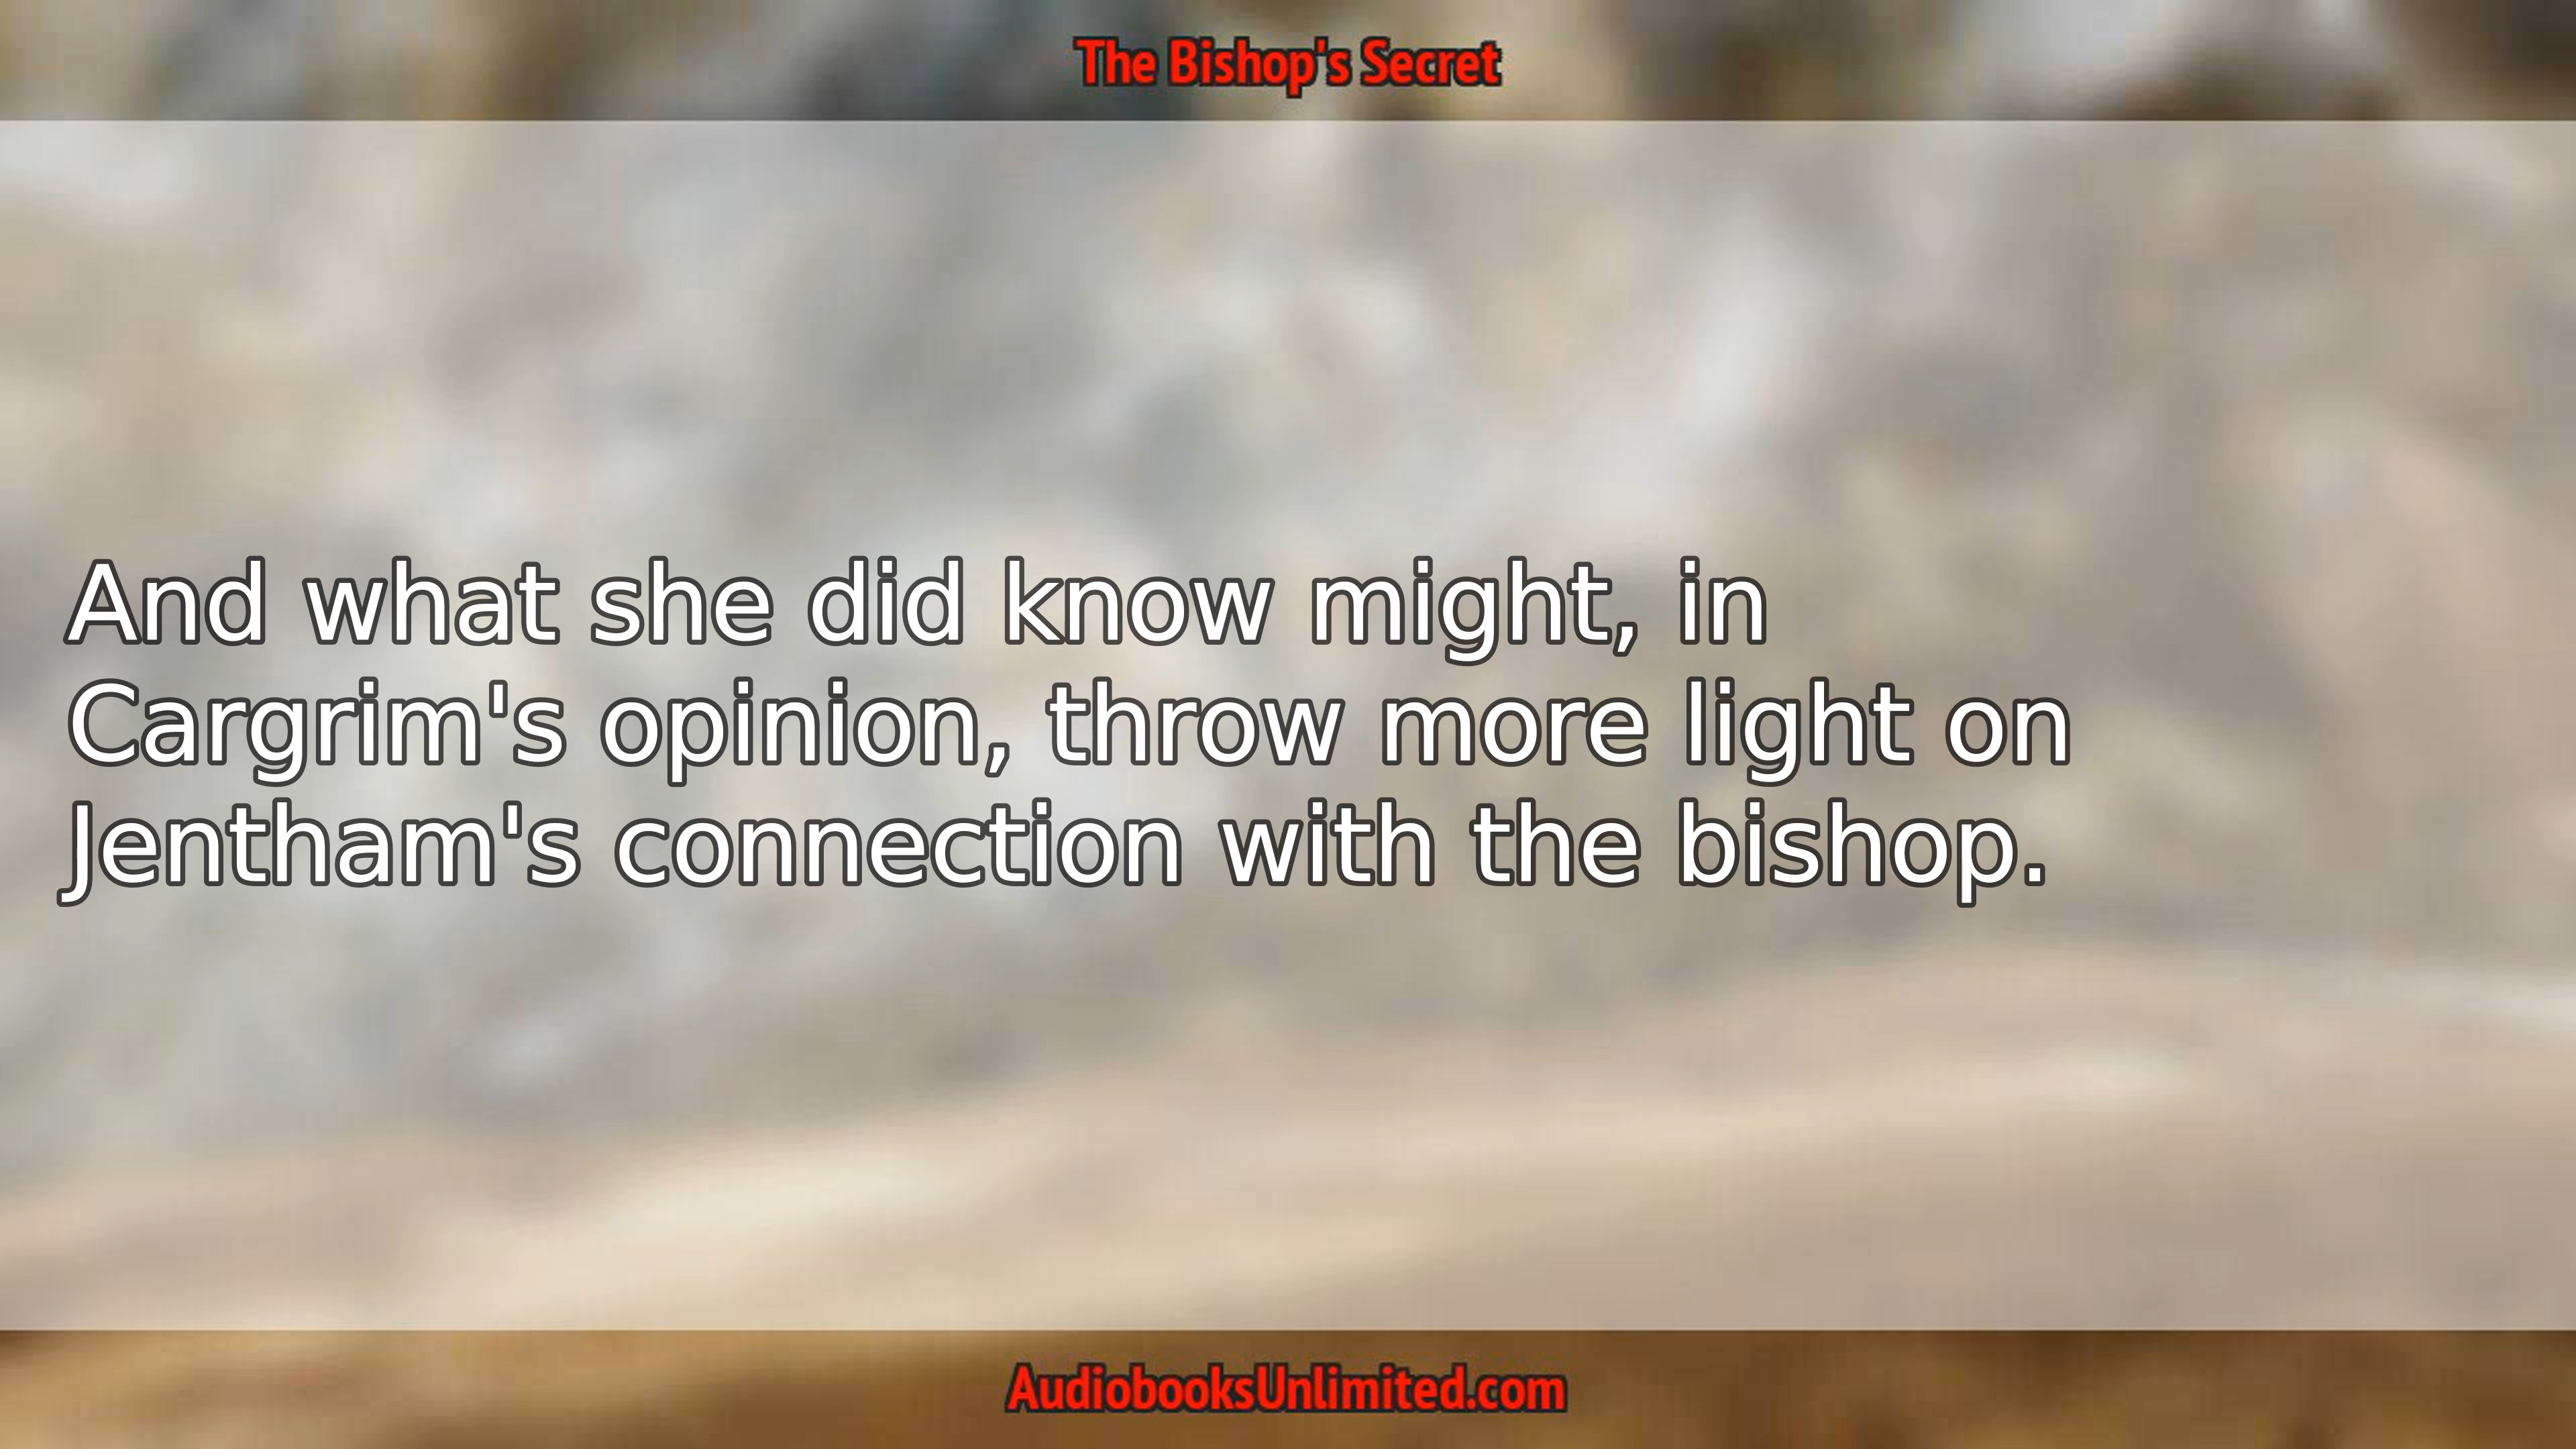 The Bishop's Secret
And what she did know might, in
Cargrim's opinion, throw more light on
Jentham's connection with the bishop.
AudiobooksUnlimited.com